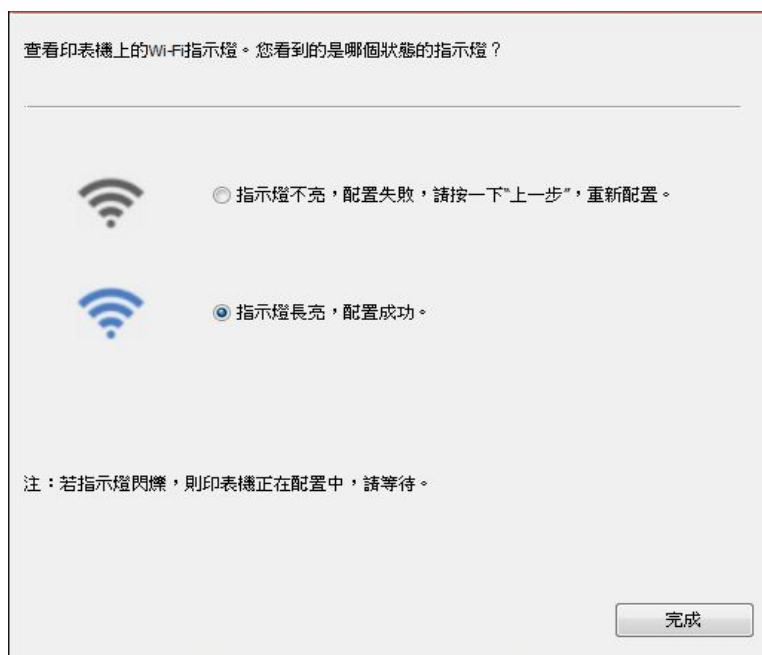 查看印表機上的Wi-Fi指示燈。您看到的是哪個狀態的指示燈？
指示燈不亮，配置失敗，請按一下“上一步”，重新配置。
指示燈長亮，配置成功。
注：若指示燈閃爍，則印表機正在配置中，請等待。
完成